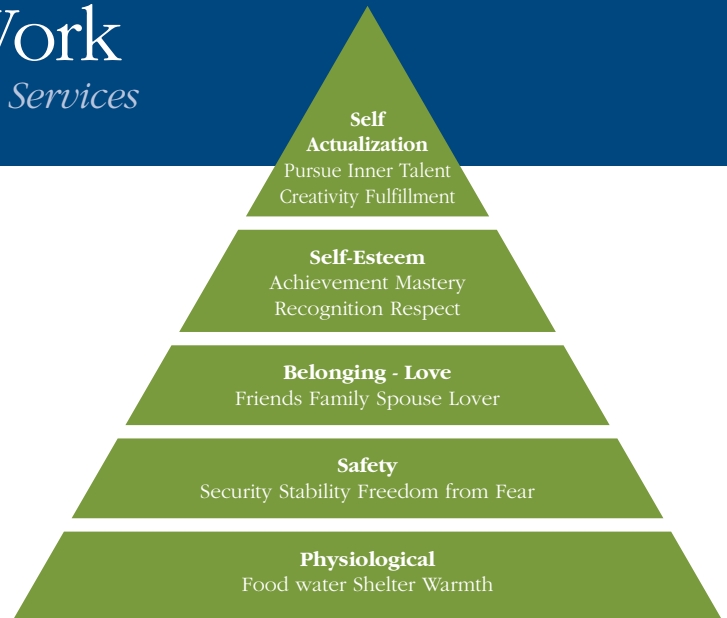 Work
Services
Self
Actualization
Pursue Inner Talent
Creativity Fulfillment
Self-Esteem
Achievement Mastery
Recognition Respect
Belonging - Love
Friends Family Spouse Lover
Safety
Security Stability Freedom from Fear
Physiological
Food water Shelter Warmth